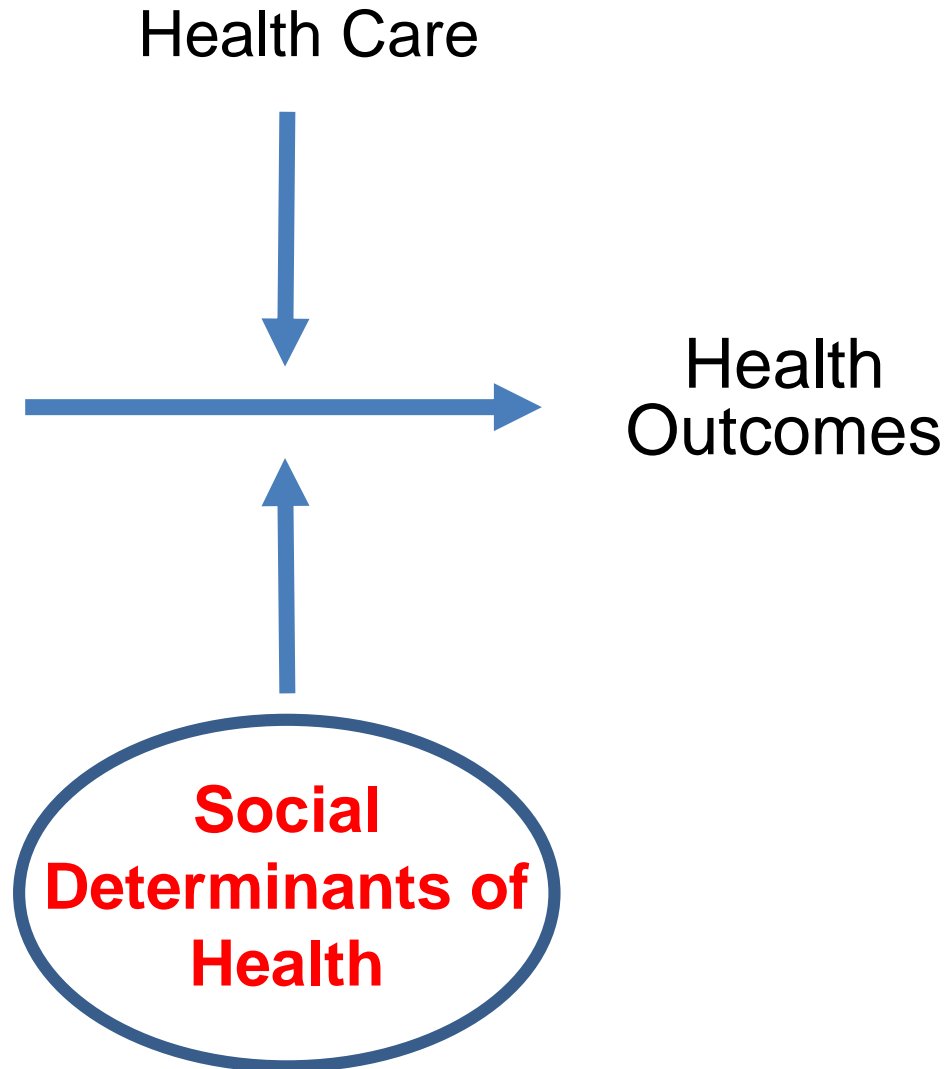 Health Care
Health
Outcomes
Social
Determinants of
Health